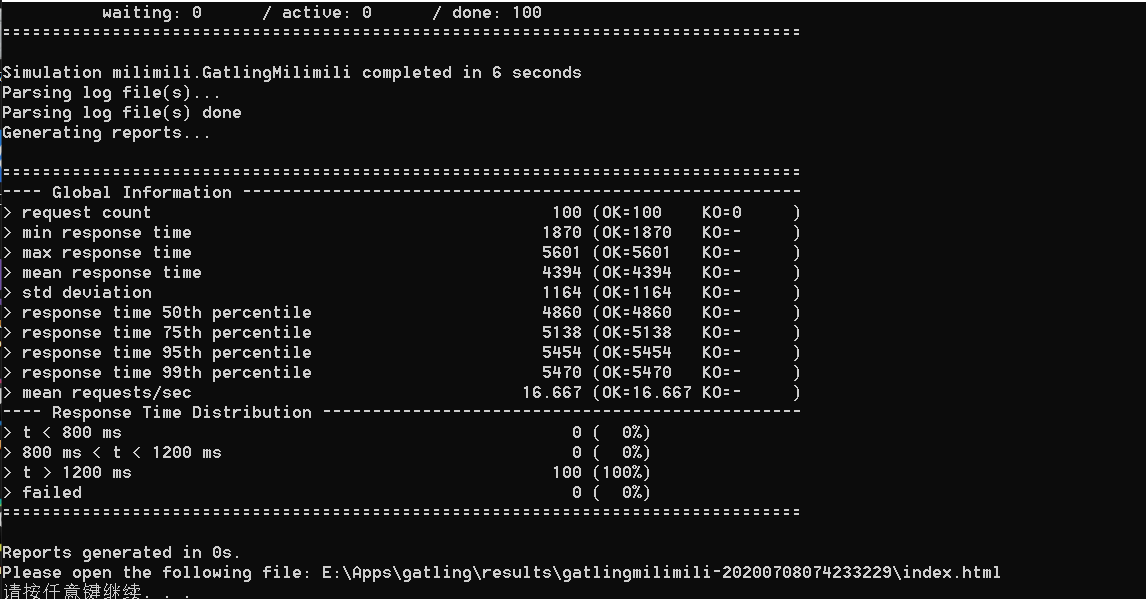 waiting: 0      / active: 0      / done: 100
================================================================================

Simulation milimili.GatlingMilimili completed in 6 seconds
Parsing log file(s)...
Parsing log file(s) done
Generating reports...

================================================================================
---- Global Information --------------------------------------------------------
> request count                                        100 (OK=100    KO=0     )
> min response time                                   1870 (OK=1870   KO=-     )
> max response time                                   5601 (OK=5601   KO=-     )
> mean response time                                  4394 (OK=4394   KO=-     )
> std deviation                                       1164 (OK=1164   KO=-     )
> response time 50th percentile                       4860 (OK=4860   KO=-     )
> response time 75th percentile                       5138 (OK=5138   KO=-     )
> response time 95th percentile                       5454 (OK=5454   KO=-     )
> response time 99th percentile                       5470 (OK=5470   KO=-     )
> mean requests/sec                                 16.667 (OK=16.667 KO=-     )
---- Response Time Distribution ------------------------------------------------
> t < 800 ms                                             0 (  0%)
> 800 ms < t < 1200 ms                                   0 (  0%)
> t > 1200 ms                                          100 (100%)
> failed                                                 0 (  0%)
================================================================================

Reports generated in 0s.
Please open the following file: E:\Apps\gatling\results\gatlingmilimili-20200708074233229\index.html
请按任意键继续. . .